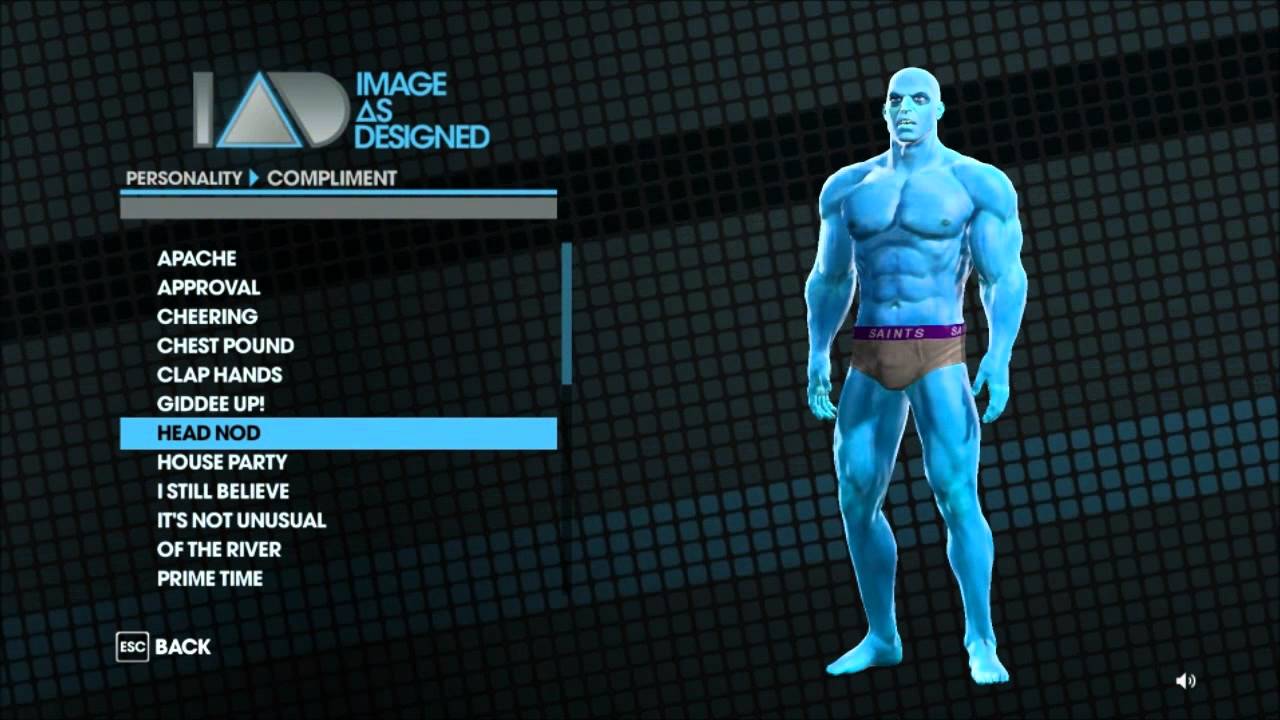 IAD IMAGE
AS
DESIGNED
PERSONALITY COMPLIMENT
APACHE
APPROVAL
CHEERING
CHEST POUND
CLAP HANDS
GIDDEE UP!
HEAD NOD
HOUSE PARTY
I STILL BELIEVE
IT'S NOT UNUSUAL
OF THE RIVER
PRIME TIME
ESC BACK
SAINTS SA